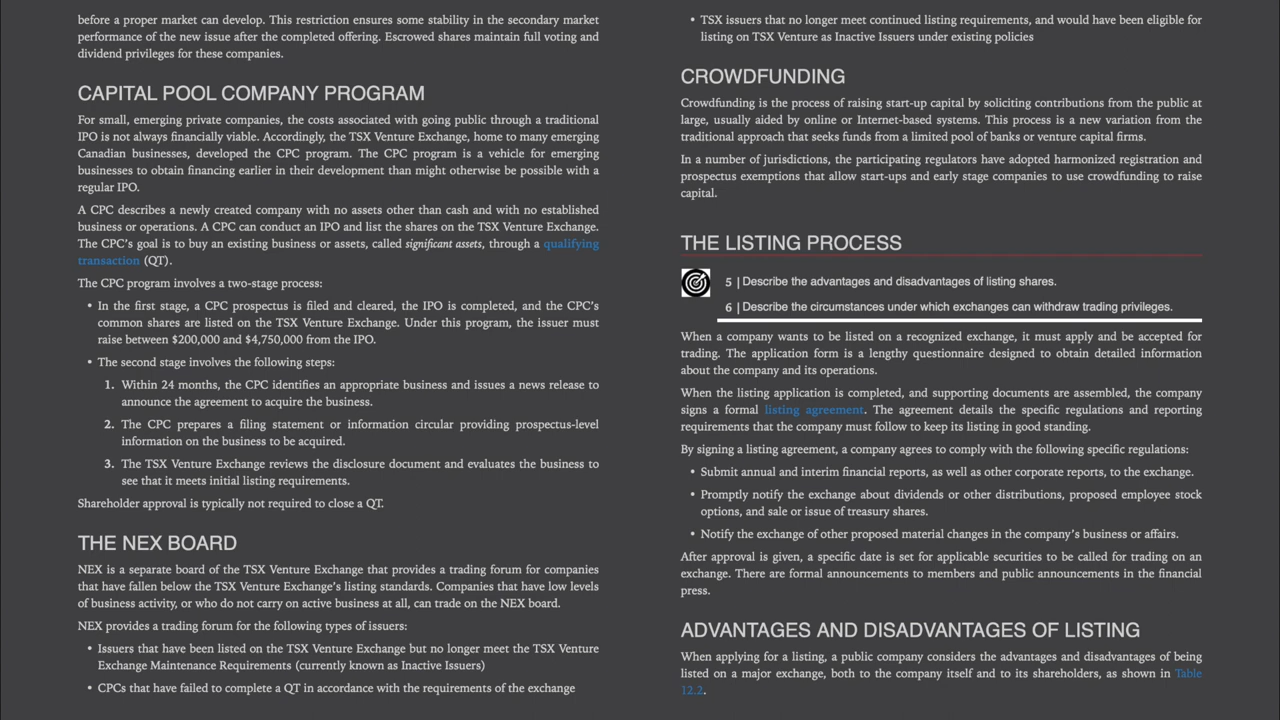 before a proper market can develop. This restriction ensures some stability in the secondary market
performance of the new issue after the completed offering. Escrowed shares maintain full voting and
dividend privileges for these companies.
CAPITAL POOL COMPANY PROGRAM
For small, emerging private companies, the costs associated with going public through a traditional
IPO is not always financially viable. Accordingly, the TSX Venture Exchange, home to many emerging
Canadian businesses, developed the CPC program. The CPC program is a vehicle for emerging
businesses to obtain financing earlier in their development than might otherwise be possible with a
regular IPO.
A CPC describes a newly created company with no assets other than cash and with no established
business or operations. A CPC can conduct an IPO and list the shares on the TSX Venture Exchange.
The CPC's goal is to buy an existing business or assets, called significant assets, through a qualifying
transaction (QT).
The CPC program involves a two-stage process:
• In the first stage, a CPC prospectus is filed and cleared, the IPO is completed, and the CPC's
common shares are listed on the TSX Venture Exchange. Under this program, the issuer must
raise between $200,000 and $4,750,000 from the IPO.
• The second stage involves the following steps:
1. Within 24 months, the CPC identifies an appropriate business and issues a news release to
announce the agreement to acquire the business.
2. The CPC prepares a filing statement or information circular providing prospectus-level
information on the business to be acquired.
3. The TSX Venture Exchange reviews the disclosure document and evaluates the business to
see that it meets initial listing requirements.
Shareholder approval is typically not required to close a QT.
THE NEX BOARD
NEX is a separate board of the TSX Venture Exchange that provides a trading forum for companies
that have fallen below the TSX Venture Exchange's listing standards. Companies that have low levels
of business activity, or who do not carry on active business at all, can trade on the NEX board.
NEX provides a trading forum for the following types of issuers:
• Issuers that have been listed on the TSX Venture Exchange but no longer meet the TSX Venture
Exchange Maintenance Requirements (currently known as Inactive Issuers)
• CPCs that have failed to complete a QT in accordance with the requirements of the exchange
• TSX issuers that no longer meet continued listing requirements, and would have been eligible for
listing on TSX Venture as Inactive Issuers under existing policies
CROWDFUNDING
Crowdfunding is the process of raising start-up capital by soliciting contributions from the public at
large, usually aided by online or Internet-based systems. This process is a new variation from the
traditional approach that seeks funds from a limited pool of banks or venture capital firms.
In a number of jurisdictions, the participating regulators have adopted harmonized registration and
prospectus exemptions that allow start-ups and early stage companies to use crowdfunding to raise
capital.
THE LISTING PROCESS
5 | Describe the advantages and disadvantages of listing shares.
6 | Describe the circumstances under which exchanges can withdraw trading privileges.
When a company wants to be listed on a recognized exchange, it must apply and be accepted for
trading. The application form is a lengthy questionnaire designed to obtain detailed information
about the company and its operations.
When the listing application is completed, and supporting documents are assembled, the company
signs a formal listing agreement. The agreement details the specific regulations and reporting
requirements that the company must follow to keep its listing in good standing.
By signing a listing agreement, a company agrees to comply with the following specific regulations:
• Submit annual and interim financial reports, as well as other corporate reports, to the exchange.
• Promptly notify the exchange about dividends or other distributions, proposed employee stock
options, and sale or issue of treasury shares.
• Notify the exchange of other proposed material changes in the company's business or affairs.
After approval is given, a specific date is set for applicable securities to be called for trading on an
exchange. There are formal announcements to members and public announcements in the financial
press.
ADVANTAGES AND DISADVANTAGES OF LISTING
When applying for a listing, a public company considers the advantages and disadvantages of being
listed on a major exchange, both to the company itself and to its shareholders, as shown in Table
12.2.